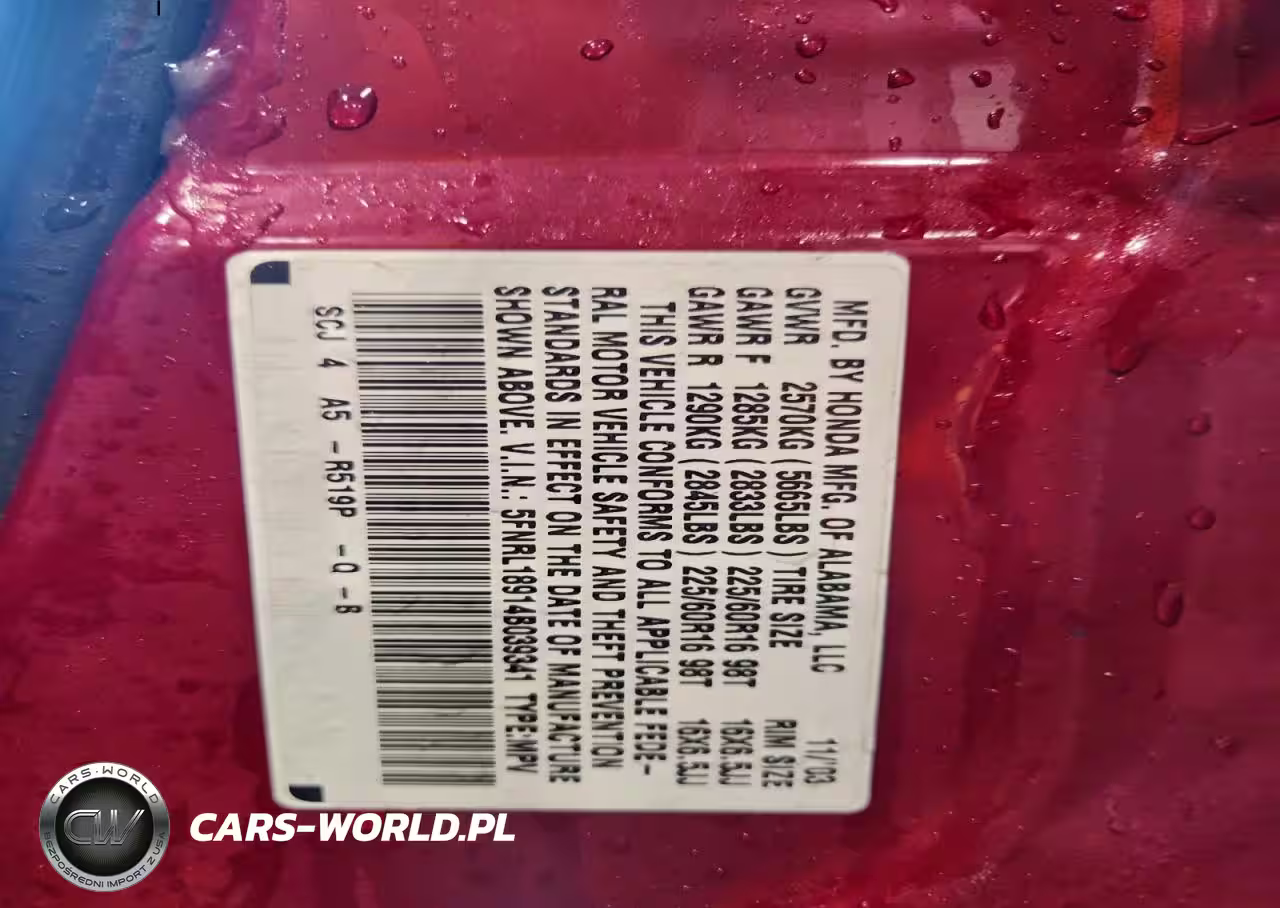 MFD. BY HONDA MFG. OF ALABAMA, LLC 11/03
GVWR 2570KG (5665LBS) TIRE SIZE RIM SIZE
GAWR F 1285KG (2833LBS) 225/60R16 98T 16X6.5JJ
GAWR R 1290KG (2845LBS) 225/60R16 98T 16X6.5JJ
THIS VEHICLE CONFORMS TO ALL APPLICABLE FEDE-
RAL MOTOR VEHICLE SAFETY AND THEFT PREVENTION
STANDARDS IN EFFECT ON THE DATE OF MANUFACTURE
SHOWN ABOVE. V.I.N.: 5FNRL18914B039341 TYPE:MPV
SCJ 4 A5 -R519P -0-B
CARS-WORLD
CW
BEZPOŚREDNI IMPORT Z USA
CARS-WORLD.PL